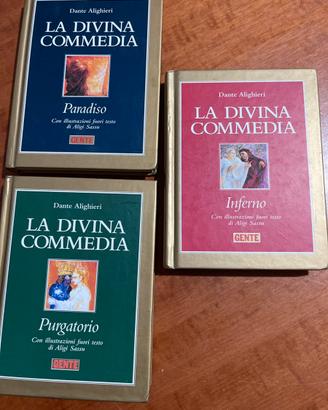 Dante Alighieri
LA DIVINA
COMMEDIA
Paradiso
Con illustrazioni fuori testo
di Aligi Sassu
GENTE
Dante Alighieri
LA DIVINA
COMMEDIA
Inferno
Con illustrazioni fuori testo
di Aligi Sassu
GENTE
Dante Alighieri
LA DIVINA
COMMEDIA
Purgatorio
Con illustrazioni fuori testo
di Aligi Sassu
GENTE